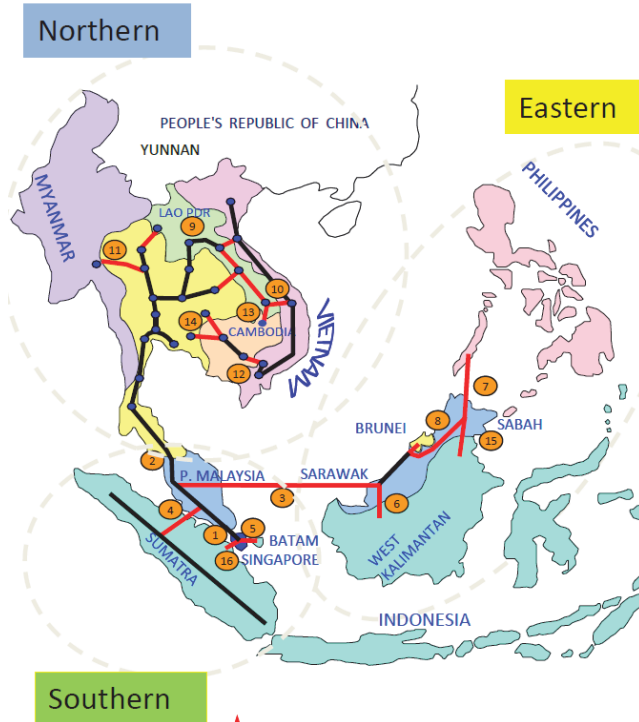 Northern
Eastern
PEOPLE'S REPUBLIC OF CHINA
YUNNAN
MYANMAR
PHILIPPINES
LAO PDR
9
11
10
13
14
CAMBODIA
VIETNAM
12
7
8
BRUNEI
SABAH
15
2
P. MALAYSIA
SARAWAK
3
6
4
5
1
BATAM
WEST
KALIMANTAN
SUMATRA
16
SINGAPORE
INDONESIA
Southern